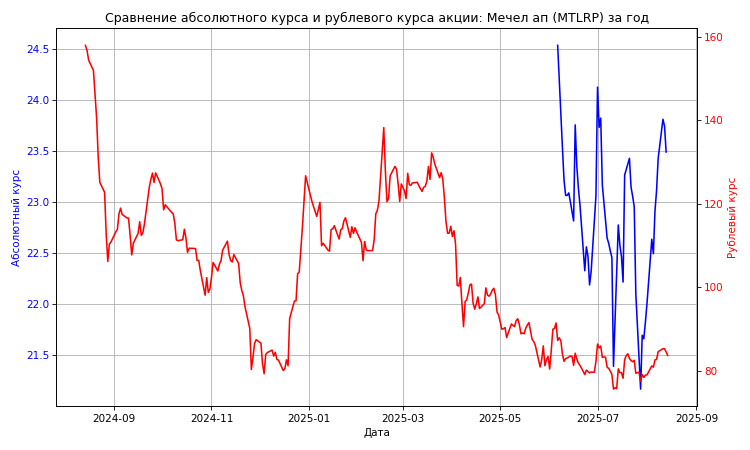 Сравнение абсолютного курса и рублевого курса акции: Мечел ап (MTLRP) за год
Абсолютный курс
24.5
24.0
23.5
23.0
22.5
22.0
21.5
160
140
120
100
80
Рублевый курс
2024-09 2024-11 2025-01 2025-03 2025-05 2025-07 2025-09
Дата